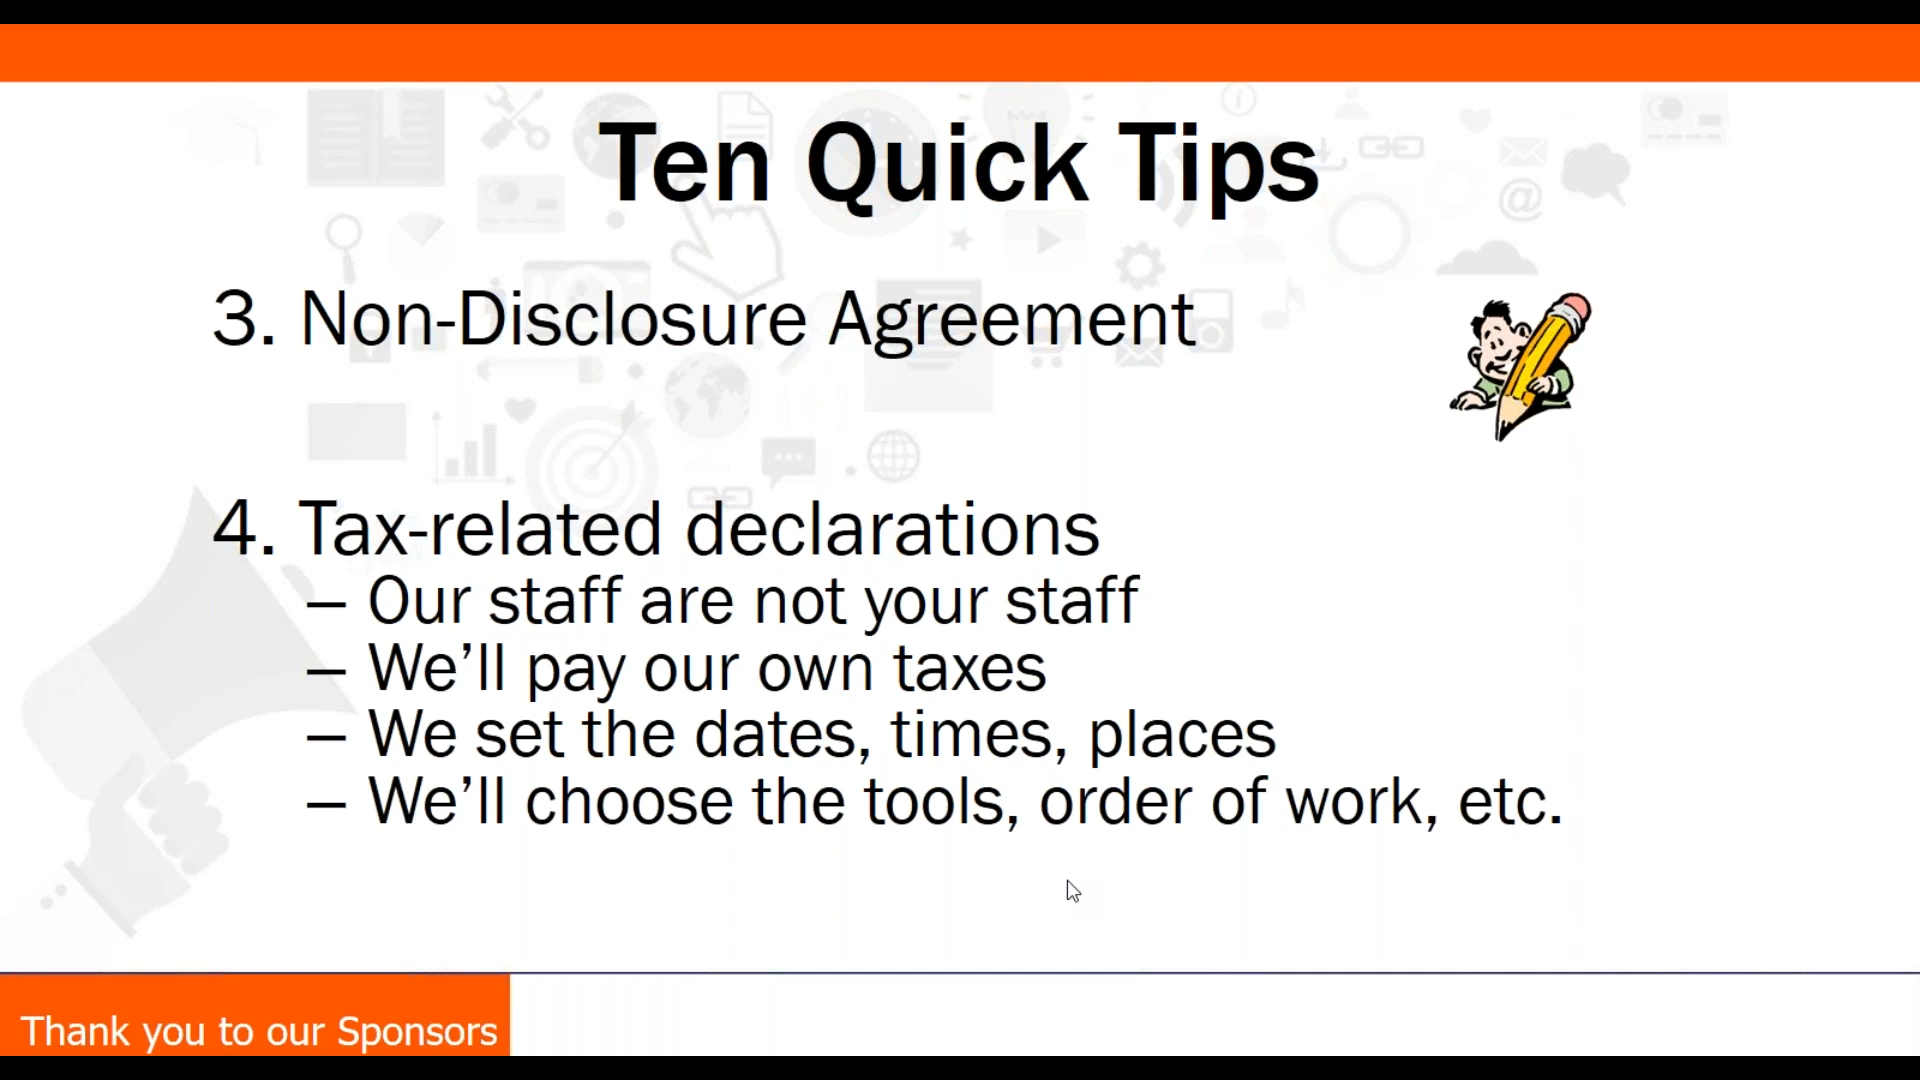 Ten Quick Tips
3. Non-Disclosure Agreement
4. Tax-related declarations
– Our staff are not your staff
– We’ll pay our own taxes
– We set the dates, times, places
– We’ll choose the tools, order of work, etc.
Thank you to our Sponsors